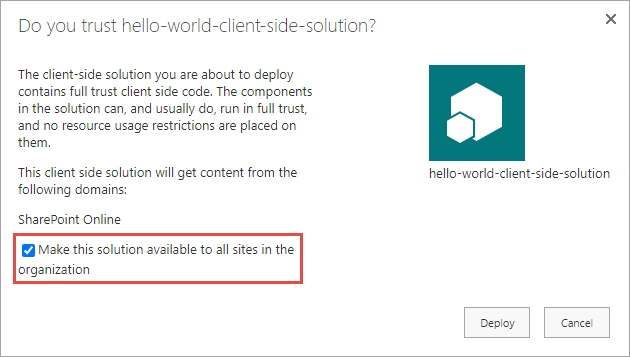 Do you trust hello-world-client-side-solution?
The client-side solution you are about to deploy
contains full trust client side code. The components
in the solution can, and usually do, run in full trust,
and no resource usage restrictions are placed on
them.
This client side solution will get content from the
following domains:
SharePoint Online
Make this solution available to all sites in the
organization
hello-world-client-side-solution
Deploy
Cancel